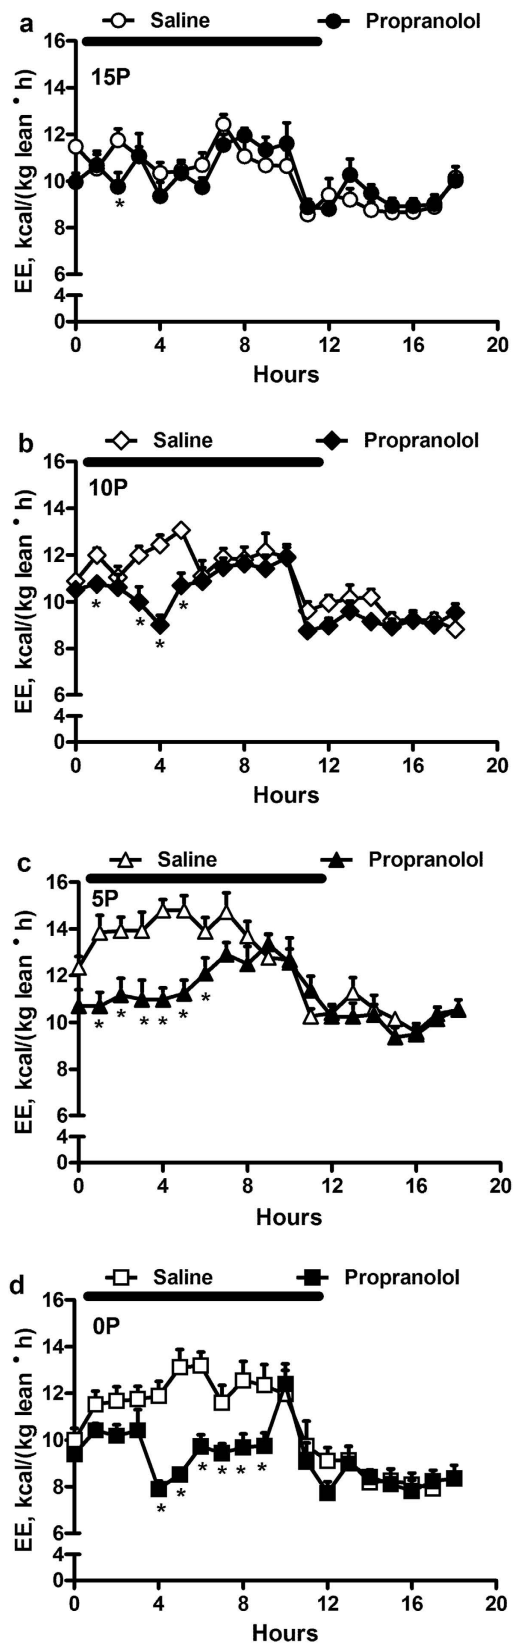 a Saline Propranolol
16
15P
14
12
10
8
6
4
0
0 4 8 12 16 20
EE, kcal/(kg lean * h)
Hours
*
b Saline Propranolol
16
10P
14
12
10
8
6
4
0
0 4 8 12 16 20
EE, kcal/(kg lean * h)
Hours
* * * *
c Saline Propranolol
16
5P
14
12
10
8
6
4
0
0 4 8 12 16 20
EE, kcal/(kg lean * h)
Hours
* * * * * *
d Saline Propranolol
16
0P
14
12
10
8
6
4
0
0 4 8 12 16 20
EE, kcal/(kg lean * h)
Hours
* * * * * *